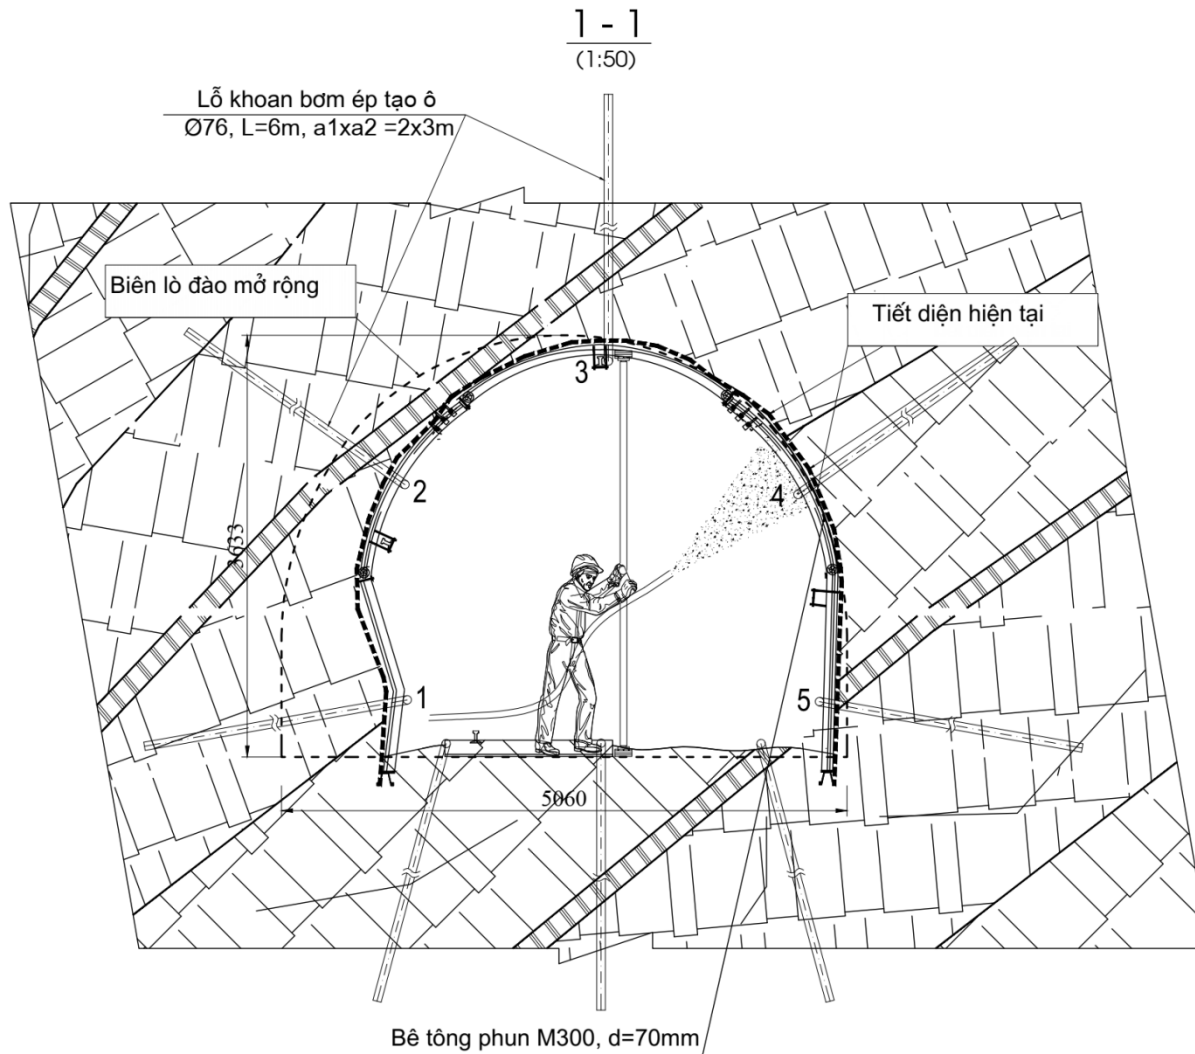 1 - 1
(1:50)
Lỗ khoan bơm ép tạo ô
Ø76, L=6m, a1xa2 =2x3m
Biên lò đào mở rộng
Tiết diện hiện tại
3
2
4
3933
1
5
5060
Bê tông phun M300, d=70mm